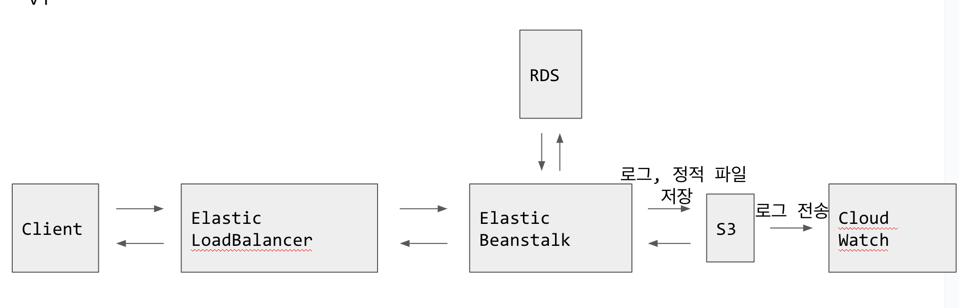 RDS
로그, 정적 파일
저장
Client
Elastic
LoadBalancer
Elastic
Beanstalk
S3
로그 전송
Cloud
Watch